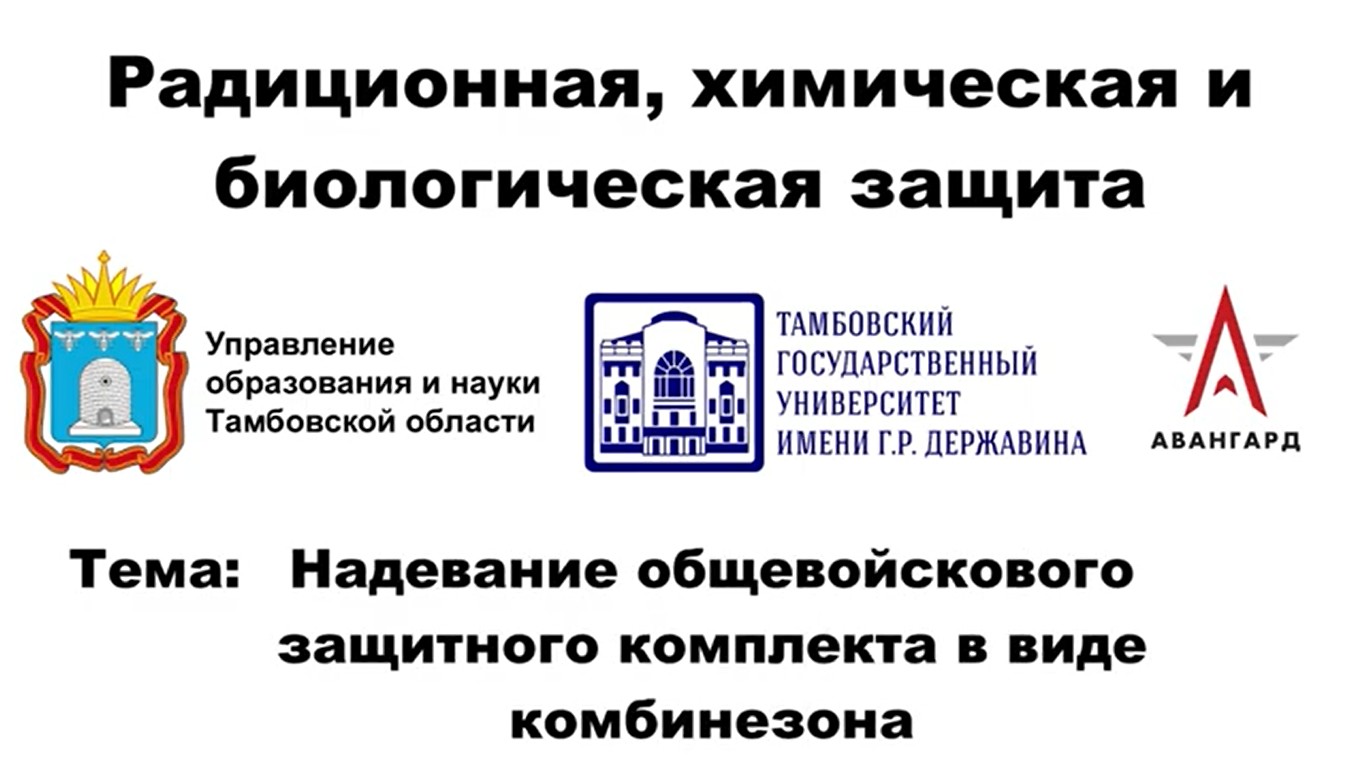 Радиционная, химическая и
биологическая защита
Управление
образования и науки
Тамбовской области
ТАМБОВСКИЙ
ГОСУДАРСТВЕННЫЙ
УНИВЕРСИТЕТ
ИМЕНИ Г.Р. ДЕРЖАВИНА
АВАНГАРД
Тема: Надевание общевойскового
защитного комплекта в виде
комбинезона